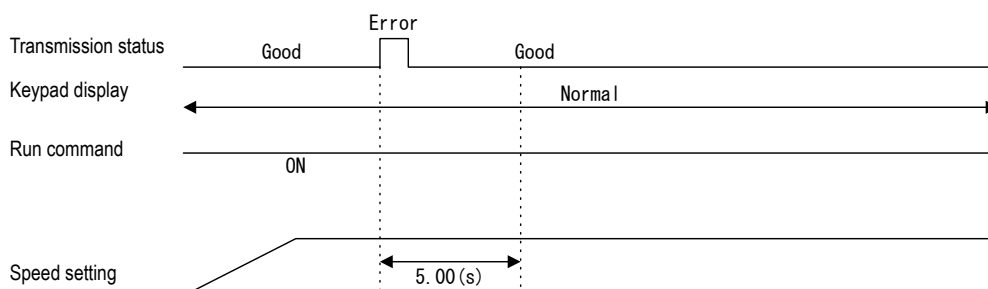 Error
Transmission status
Good
Good
Keypad display
Normal
Run command
ON
Speed setting
5.00(s)